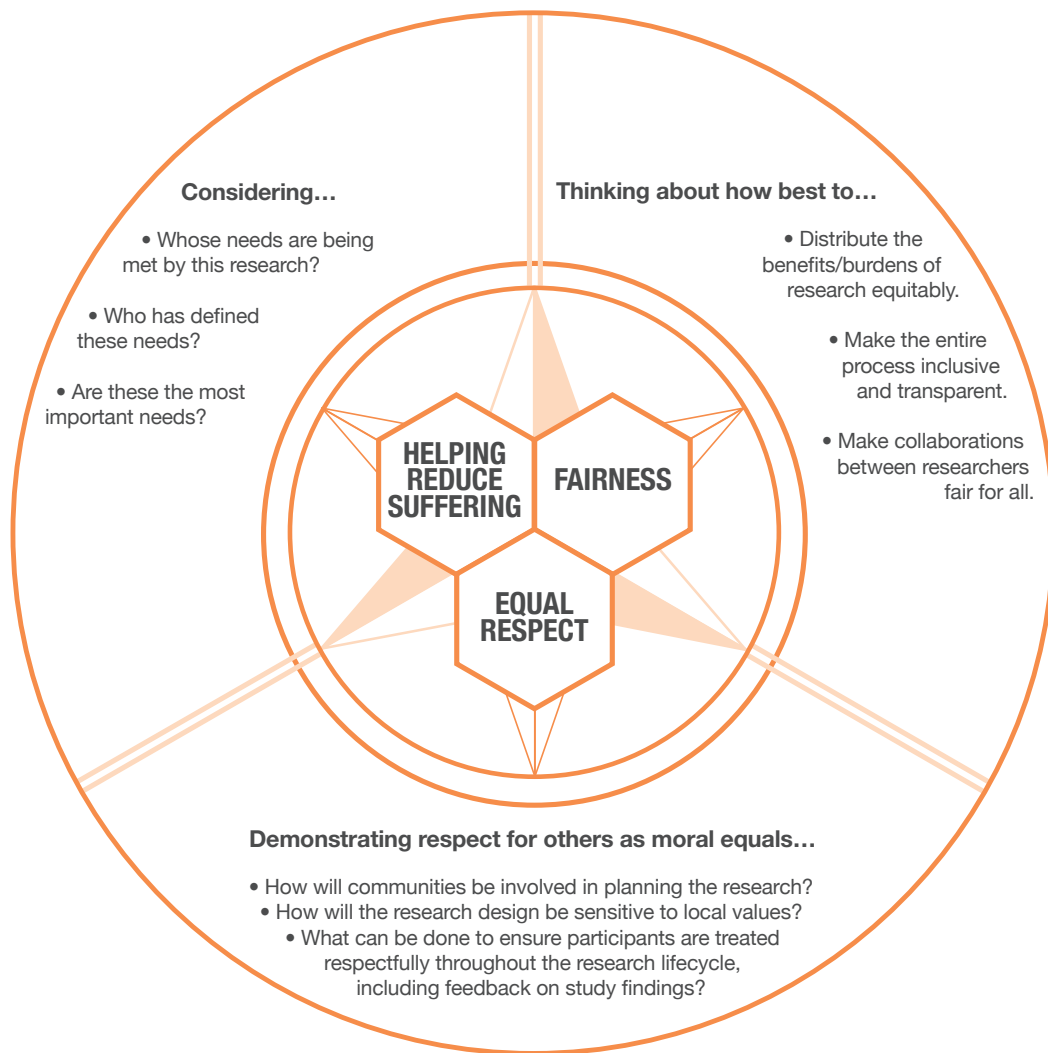 Considering…
• Whose needs are being
met by this research?
• Who has defined
these needs?
• Are these the most
important needs?
Thinking about how best to…
• Distribute the
benefits/burdens of
research equitably.
• Make the entire
process inclusive
and transparent.
• Make collaborations
between researchers
fair for all.
HELPING
REDUCE
SUFFERING
FAIRNESS
EQUAL
RESPECT
Demonstrating respect for others as moral equals…
• How will communities be involved in planning the research?
• How will the research design be sensitive to local values?
• What can be done to ensure participants are treated
respectfully throughout the research lifecycle,
including feedback on study findings?